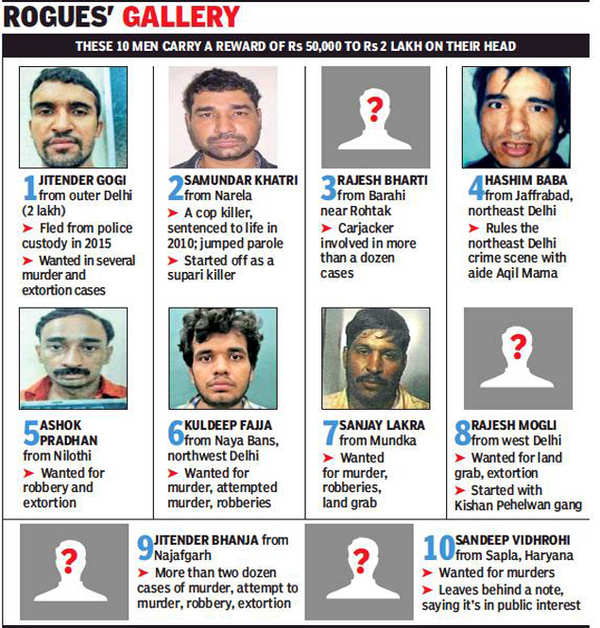 ROGUES' GALLERY
THESE 10 MEN CARRY A REWARD OF Rs 50,000 TO Rs 2 LAKH ON THEIR HEAD
1 JITENDER GOGI
from outer Delhi
(2 lakh)
➤ Fled from police
custody in 2015
➤ Wanted in several
murder and
extortion cases
2 SAMUNDAR KHATRI
from Narela
➤ A cop killer,
sentenced to life in
2010; jumped parole
➤ Started off as a
supari killer
?
3 RAJESH BHARTI
from Barahi
near Rohtak
➤ Carjacker
involved in more
than a dozen
cases
4 HASHIM BABA
from Jaffrabad,
northeast Delhi
➤ Rules the
northeast Delhi
crime scene with
aide Aqil Mama
5 ASHOK
PRADHAN
from Nilothi
➤ Wanted for
robbery and
extortion
6 KULDEEP FAJJA
from Naya Bans,
northwest Delhi
➤ Wanted for
murder, attempted
murder, robberies
7 SANJAY LAKRA
from Mundka
➤ Wanted
for murder,
robberies,
land grab
?
8 RAJESH MOGLI
from west Delhi
➤ Wanted for land
grab, extortion
➤ Started with
Kishan Pehelwan gang
?
9 JITENDER BHANJA from
Najafgarh
➤ More than two dozen
cases of murder, attempt to
murder, robbery, extortion
?
10 SANDEEP VIDHROHI
from Sapla, Haryana
➤ Wanted for murders
➤ Leaves behind a note,
saying it's in public interest